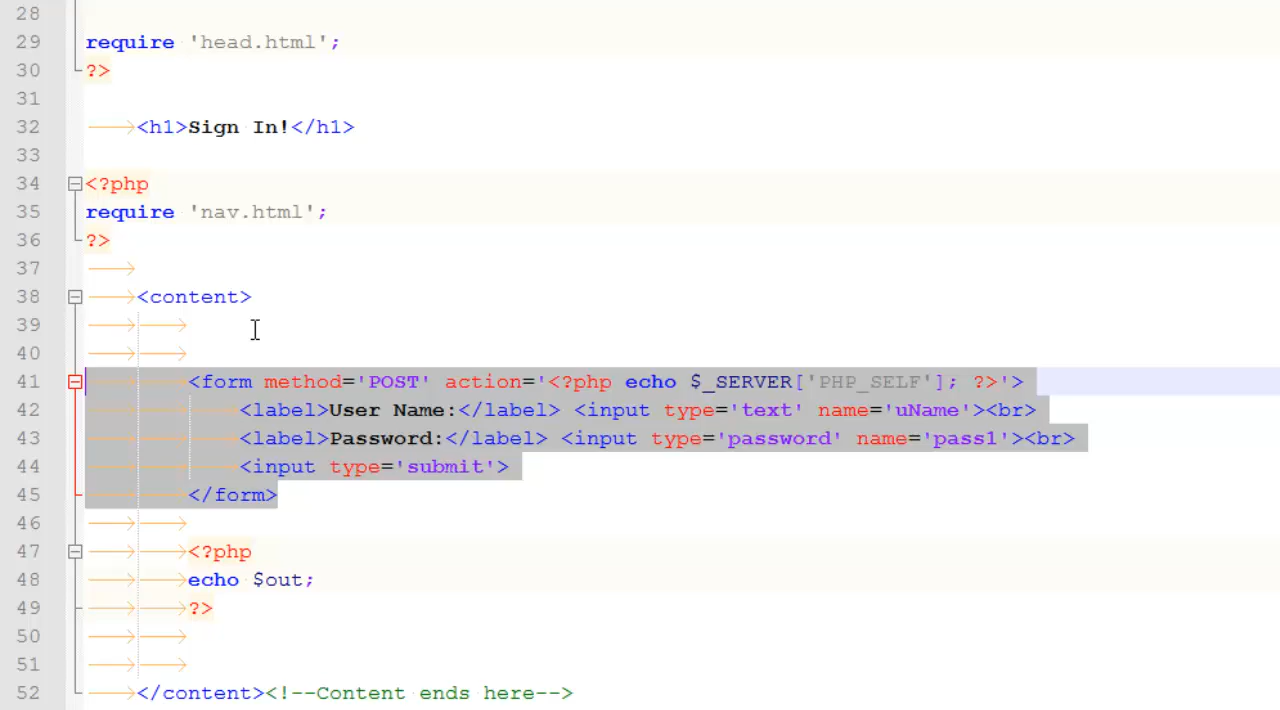 28
29 require 'head.html';
30 ?>
31
32 <h1>Sign In!</h1>
33
34 <?php
35 require 'nav.html';
36 ?>
37
38 <content>
39
40
41 <form method='POST' action='<?php echo $_SERVER['PHP_SELF']; ?>'>
42 <label>User Name:</label> <input type='text' name='uName'><br>
43 <label>Password:</label> <input type='password' name='pass1'><br>
44 <input type='submit'>
45 </form>
46
47 <?php
48 echo $out;
49 ?>
50
51
52 </content><!--Content ends here-->